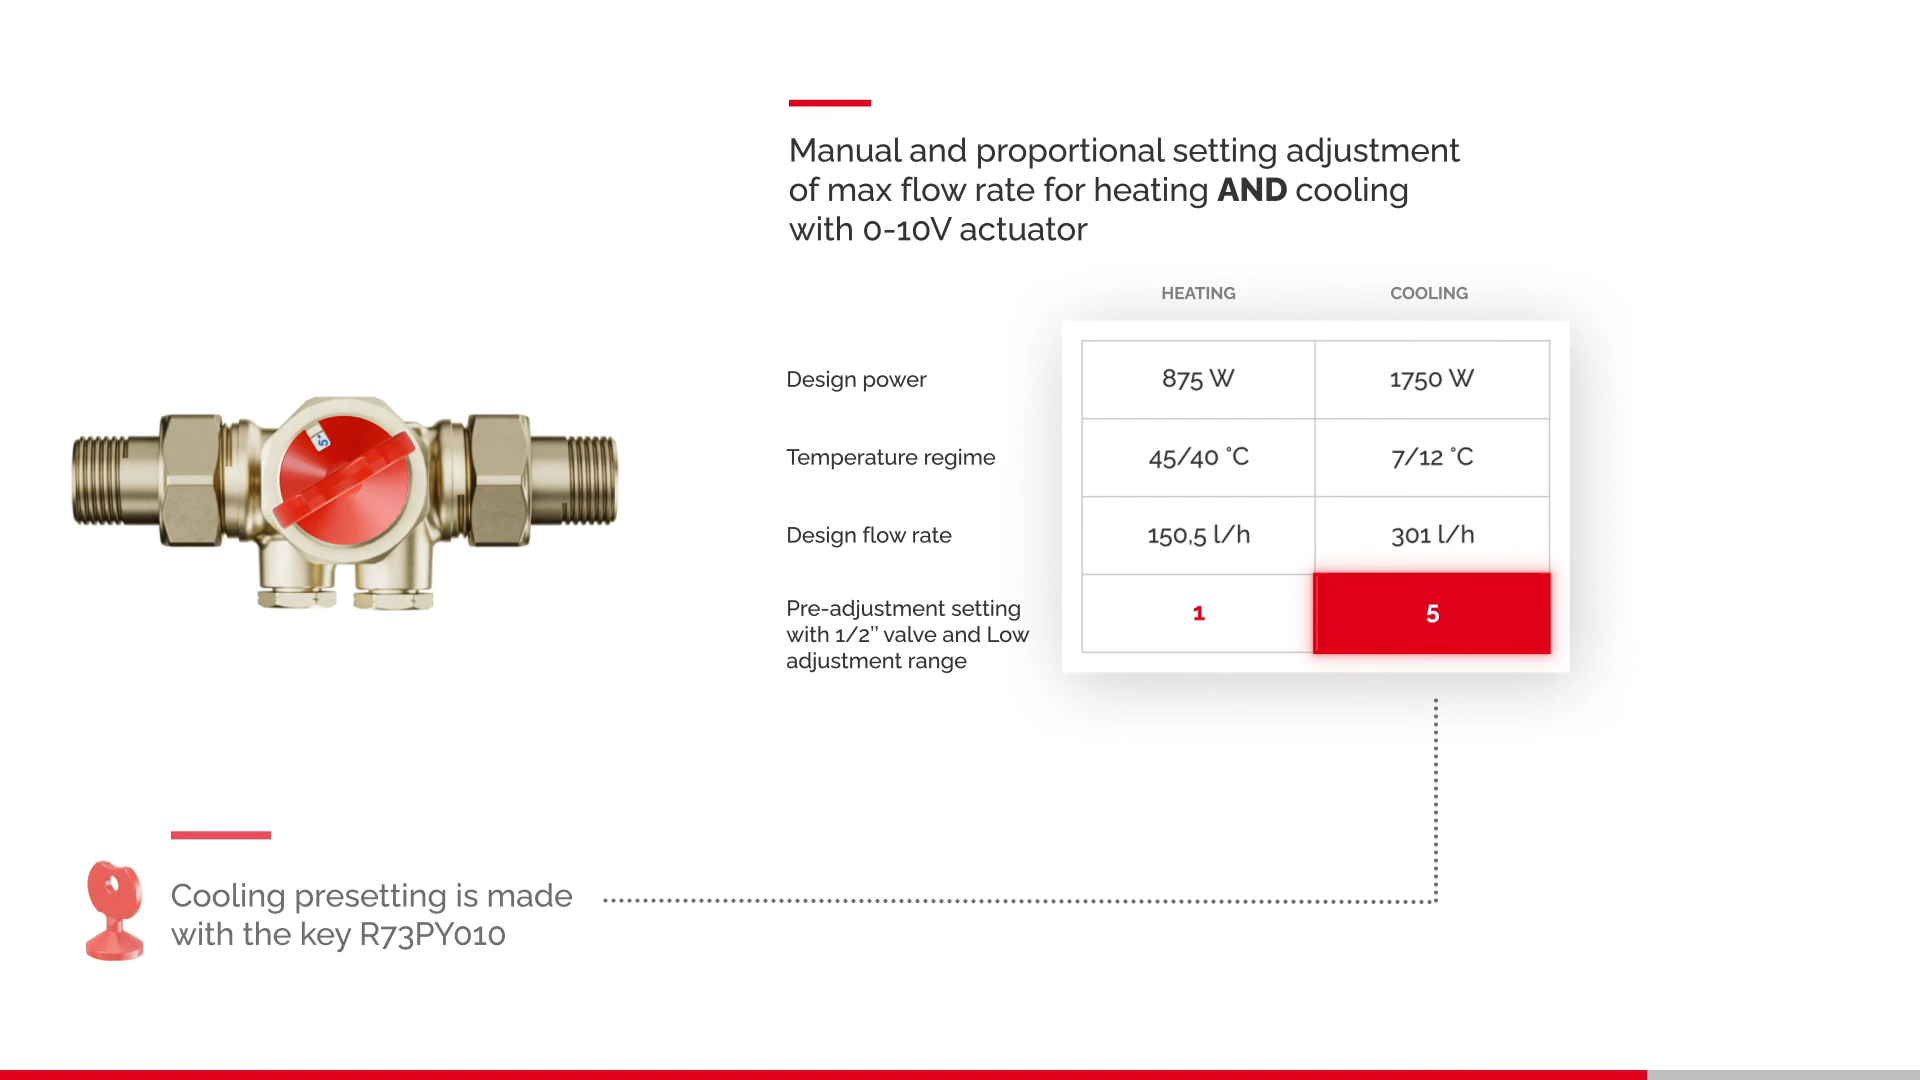 Manual and proportional setting adjustment
of max flow rate for heating AND cooling
with 0-10V actuator
HEATING COOLING
Design power 875 W 1750 W
Temperature regime 45/40 °C 7/12 °C
Design flow rate 150,5 l/h 301 l/h
Pre-adjustment setting
with 1/2’’ valve and Low
adjustment range
1 5
5
Cooling presetting is made
with the key R73PY010